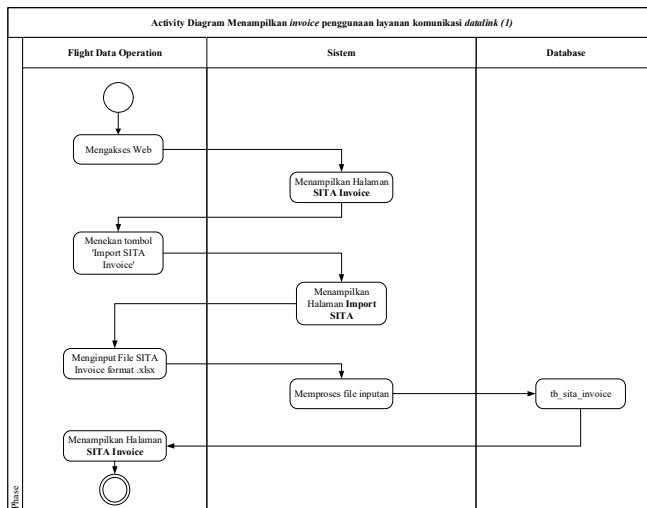 Activity Diagram Menampilkan invoice penggunaan layanan komunikasi datalink (1)
Flight Data Operation
Sistem
Database
Mengakses Web
Menampilkan Halaman
SITA Invoice
Menekan tombol
'Import SITA
Invoice'
Menampilkan
Halaman Import
SITA
Menginput File SITA
Invoice format .xlsx
Memproses file inputan
tb_sita_invoice
Menampilkan Halaman
SITA Invoice
Phase